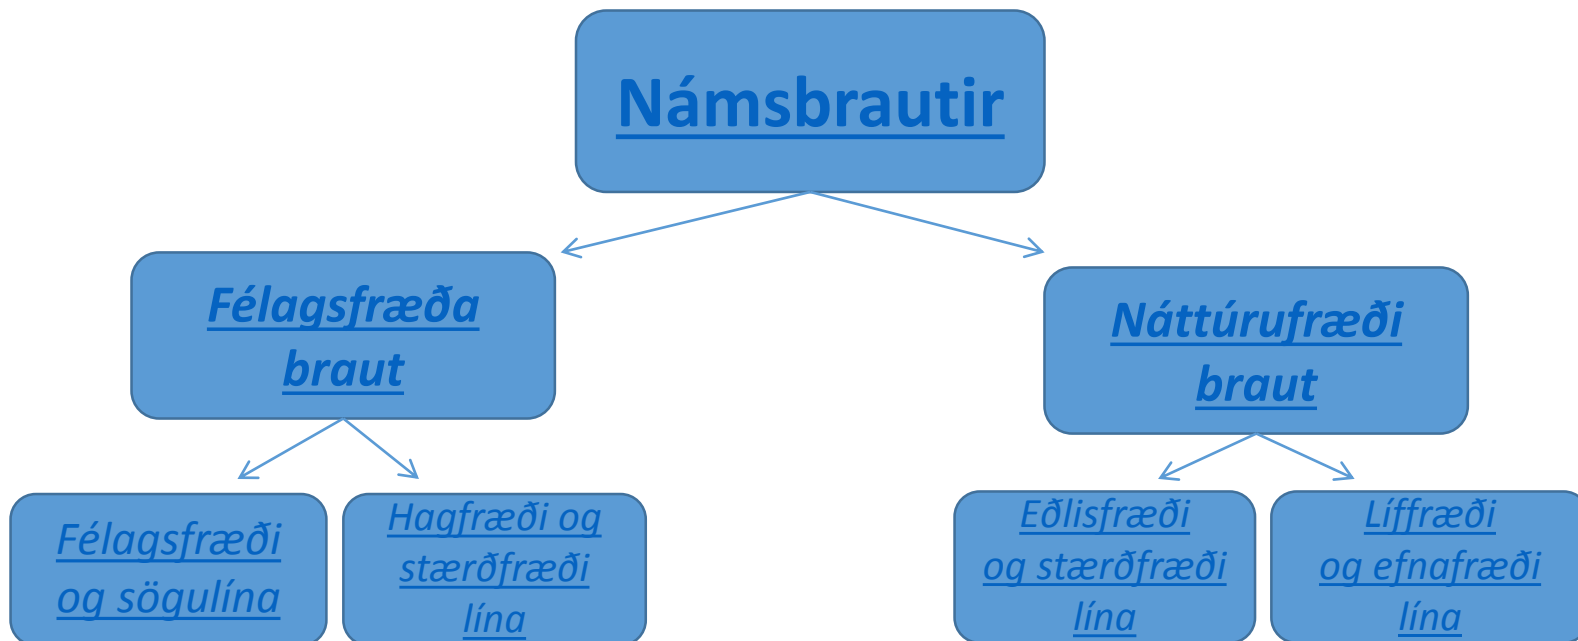 Námsbrautir
Félagsfræða
braut
Náttúrufræði
braut
Félagsfræði
og sögulína
Hagfræði og
stærðfræði
lína
Eðlisfræði
og stærðfræði
lína
Líffræði
og efnafræði
lína